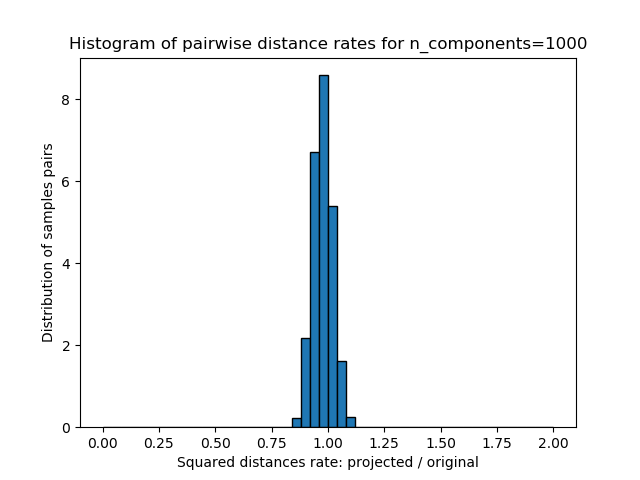 Histogram of pairwise distance rates for n_components=1000
Distribution of samples pairs
8
6
4
2
0
0.00 0.25 0.50 0.75 1.00 1.25 1.50 1.75 2.00
Squared distances rate: projected / original